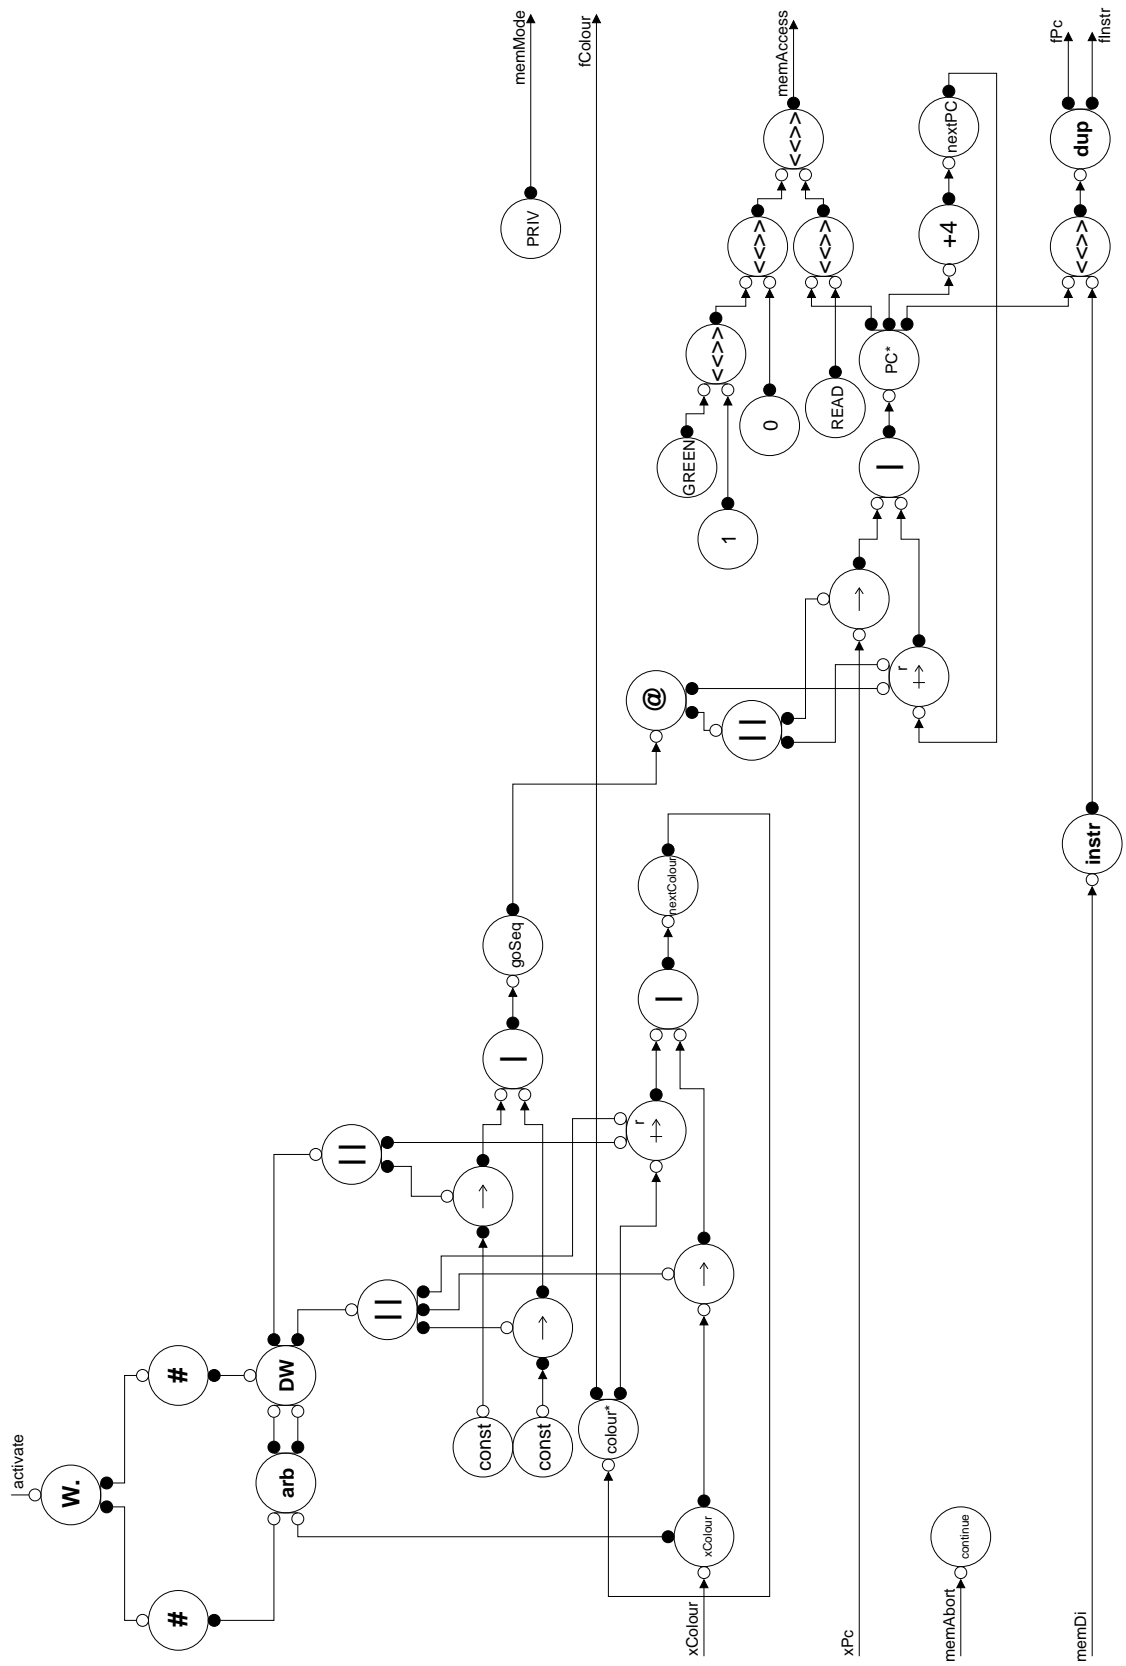 activate
W.
#
#
arb
DW
||
||
const
const
→
→
|
goSeq
@
||
memMode
PRIV
fColour
colour*
r
→
|
nextColour
xColour
xColour
→
GREEN
1
<<>>
0
<<>>
<<>>
memAccess
READ
<<>>
xPc
→
|
PC*
r
→
+4
nextPC
memAbort
continue
memDi
instr
<<>>
dup
fPc
fInstr